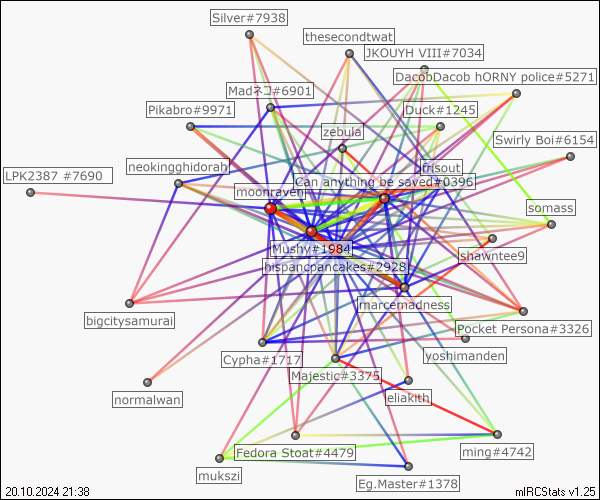 Silver#7938
thesecondtwat
JKOUYH VIII#7034
DacobDacob hORNY police#5271
Madネコ#6901
Pikabro#9971
Duck#1245
zebula
Swirly Boi#6154
LPK2387 #7690
neokingghidorah
frisout
moonraven
Can anything be saved#0396
somass
Mushy#1984
shawntee9
hispancpancakes#2928
marcemadness
bigcitysamurai
Pocket Persona#3326
Cypha#1717
yoshimanden
Majestic#3375
normalwan
eliakith
Fedora Stoat#4479
ming#4742
mukszi
Eg.Master#1378
20.10.2024 21:38
mIRCStats v1.25